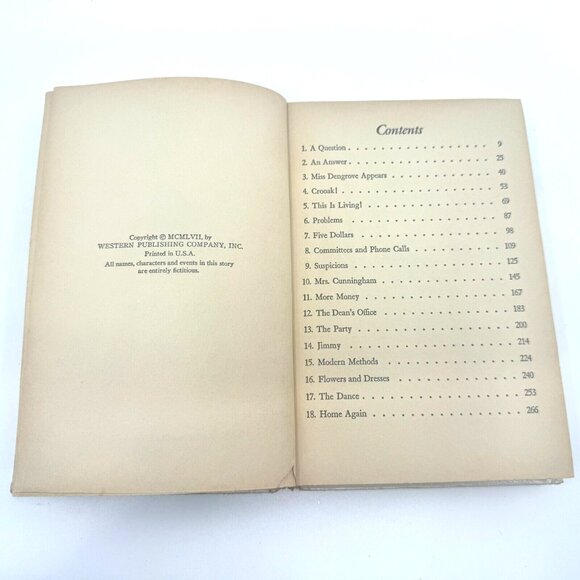 Copyright © MCMLVII, by
WESTERN PUBLISHING COMPANY, INC.
Printed in U.S.A.
All names, characters and events in this story
are entirely fictitious.
Contents
1. A Question . . . . . . . . . . . . . . 9
2. An Answer . . . . . . . . . . . . . . 25
3. Miss Dengrove Appears . . . . . . . . . 40
4. Crooak! . . . . . . . . . . . . . . . 53
5. This Is Living! . . . . . . . . . . . . 69
6. Problems . . . . . . . . . . . . . . 87
7. Five Dollars . . . . . . . . . . . . . 98
8. Committees and Phone Calls . . . . . . . 109
9. Suspicions . . . . . . . . . . . . . . 125
10. Mrs. Cunningham . . . . . . . . . . . 145
11. More Money . . . . . . . . . . . . . 167
12. The Dean's Office . . . . . . . . . . . 183
13. The Party . . . . . . . . . . . . . . 200
14. Jimmy . . . . . . . . . . . . . . . 214
15. Modern Methods . . . . . . . . . . . 224
16. Flowers and Dresses . . . . . . . . . . 240
17. The Dance . . . . . . . . . . . . . . 253
18. Home Again . . . . . . . . . . . . . 266